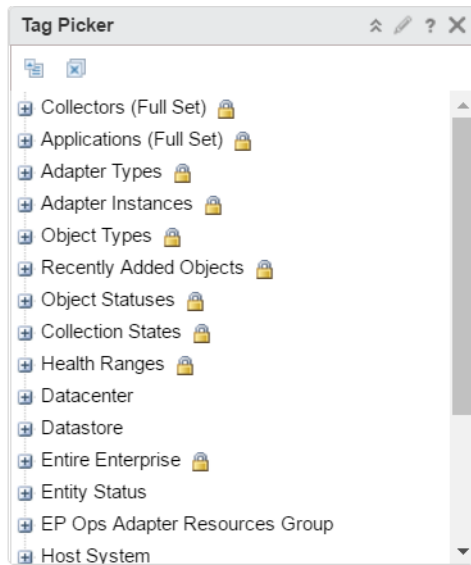 Tag Picker ?
Collectors (Full Set)
Applications (Full Set)
Adapter Types
Adapter Instances
Object Types
Recently Added Objects
Object Statuses
Collection States
Health Ranges
Datacenter
Datastore
Entire Enterprise
Entity Status
EP Ops Adapter Resources Group
Host System